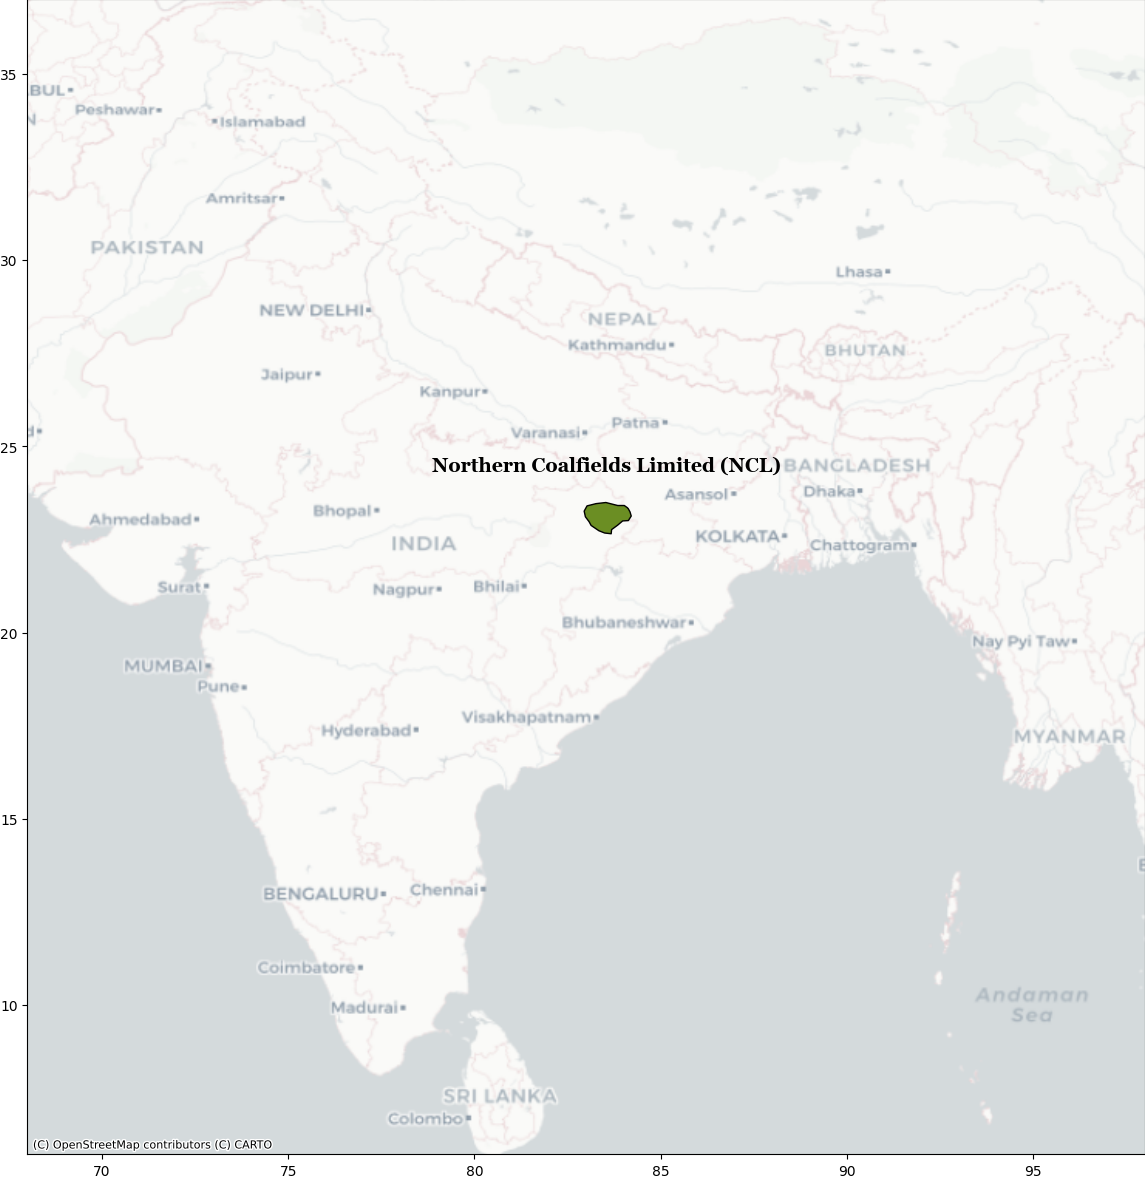 35
BUL
Peshawar
Islamabad
Amritsar
PAKISTAN
30
Lhasa
NEW DELHI
NEPAL
Kathmandu
BHUTAN
Jaipur
Kanpur
Patna
Varanasi
25
Northern Coalfields Limited (NCL)
BANGLADESH
Asansol
Dhaka
Bhopal
Ahmedabad
KOLKATA
INDIA
Chattogram
Surat
Nagpur
Bhilai
Bhubaneshwar
20
Nay Pyi Taw
MUMBAI
Pune
Visakhapatnam
Hyderabad
MYANMAR
15
BENGALURU
Chennai
Coimbatore
Madurai
10
Andaman
Sea
SRI LANKA
Colombo
(C) OpenStreetMap contributors (C) CARTO
70 75 80 85 90 95